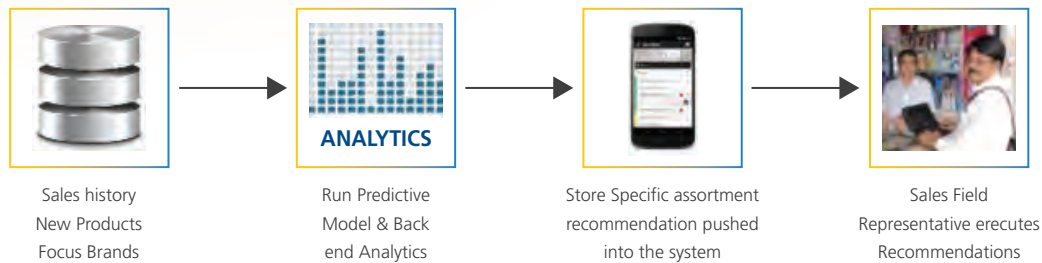 ANALYTICS
Sales history
New Products
Focus Brands
Run Predictive
Model & Back
end Analytics
Store Specific assortment
recommendation pushed
into the system
Sales Field
Representative erecutes
Recommendations